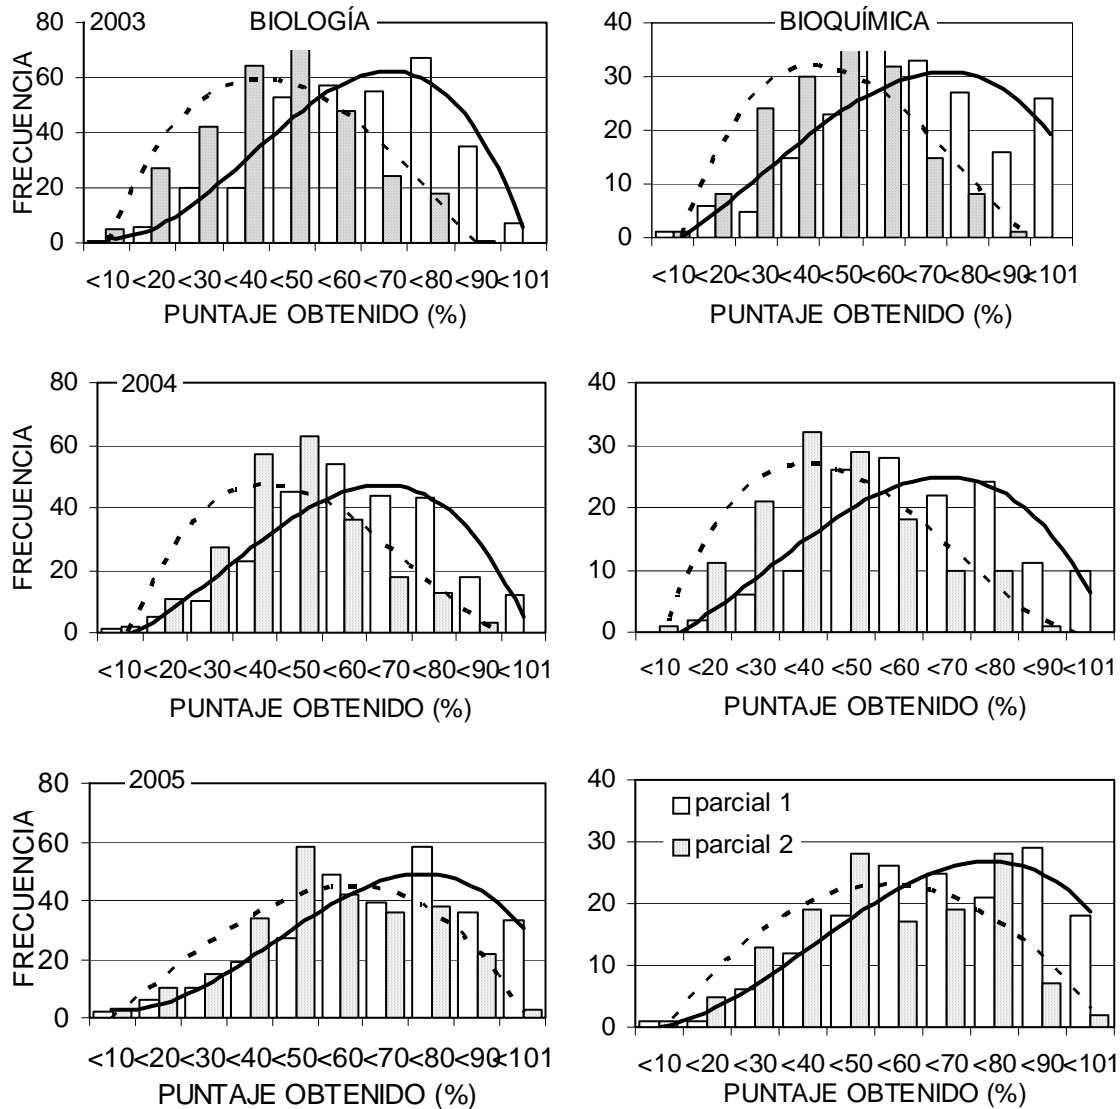 2003 BIOLOGÍA
80
60
40
20
0
FRECUENCIA
<10 <20 <30 <40 <50 <60 <70 <80 <90 <101
PUNTAJE OBTENIDO (%)
BIOQUÍMICA
40
30
20
10
0
<10 <20 <30 <40 <50 <60 <70 <80 <90 <101
PUNTAJE OBTENIDO (%)
2004
80
60
40
20
0
FRECUENCIA
<10 <20 <30 <40 <50 <60 <70 <80 <90 <101
PUNTAJE OBTENIDO (%)
40
30
20
10
0
<10 <20 <30 <40 <50 <60 <70 <80 <90 <101
PUNTAJE OBTENIDO (%)
2005
80
60
40
20
0
FRECUENCIA
<10 <20 <30 <40 <50 <60 <70 <80 <90 <101
PUNTAJE OBTENIDO (%)
40
30
20
10
0
parcial 1
parcial 2
<10 <20 <30 <40 <50 <60 <70 <80 <90 <101
PUNTAJE OBTENIDO (%)